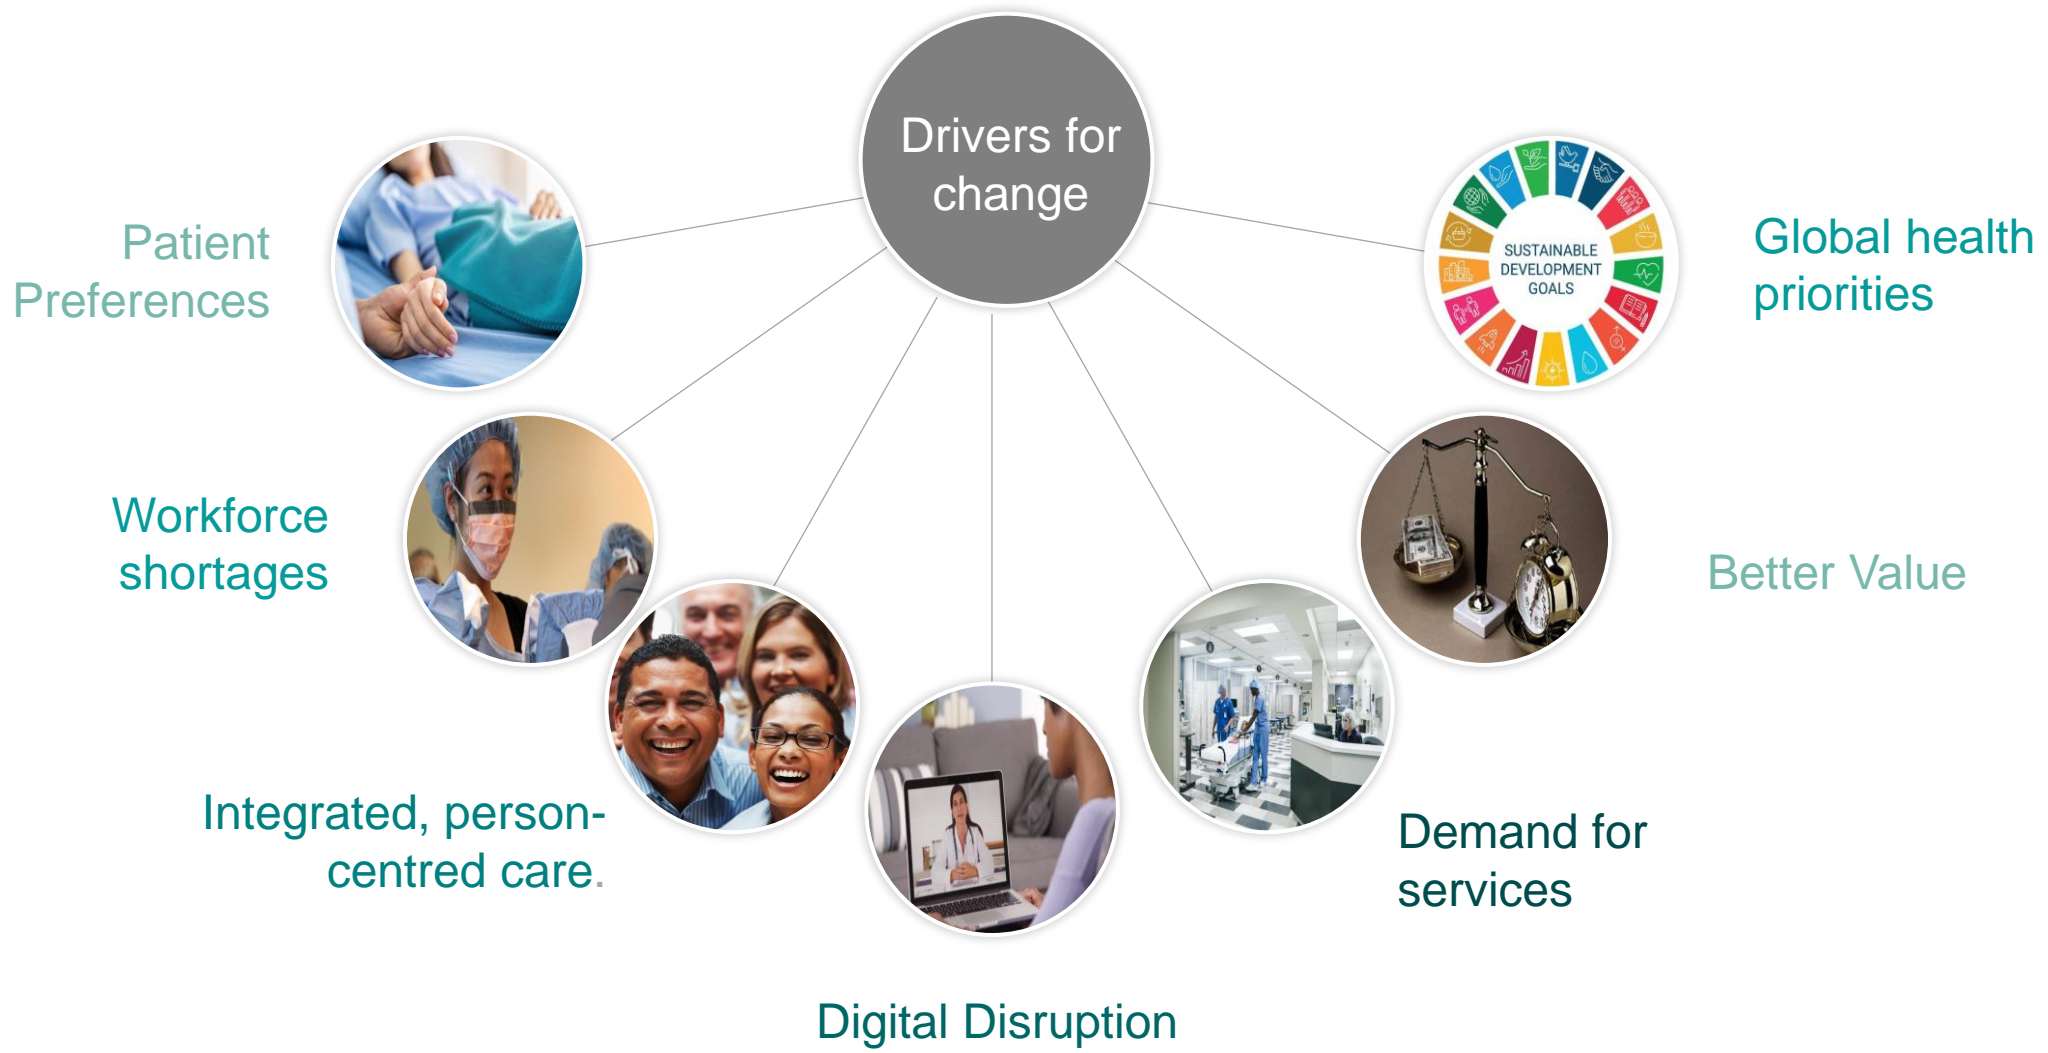 Drivers for
change
Patient
Preferences
SUSTAINABLE
DEVELOPMENT
GOALS
Global health
priorities
Workforce
shortages
Better Value
Integrated, person-
centred care.
Demand for
services
Digital Disruption